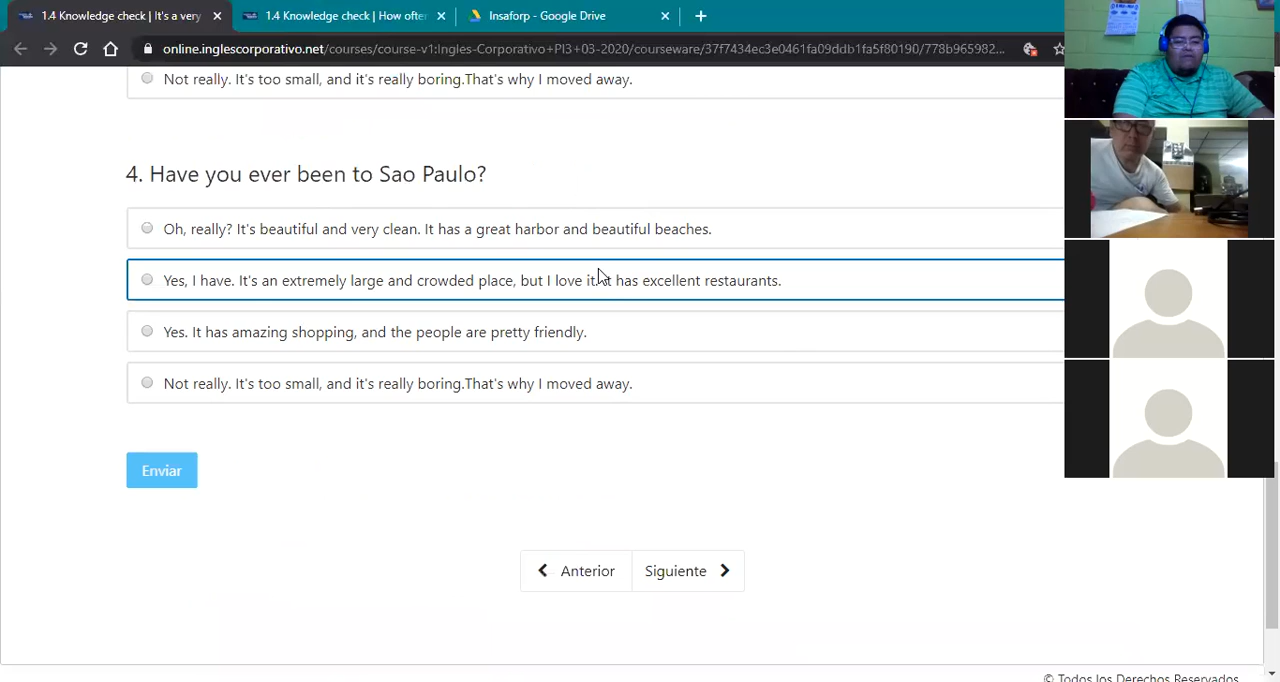 1.4 Knowledge check | It's a very
1.4 Knowledge check | How ofte
Insaforp - Google Drive
online.inglescorporativo.net/courses/course-v1:Ingles-Corporativo+PI3+03-2020/courseware/37f7434ec3e0461fa09ddb1fa5f80190/778b965982...
Not really. It's too small, and it's really boring.That's why I moved away.
4. Have you ever been to Sao Paulo?
Oh, really? It's beautiful and very clean. It has a great harbor and beautiful beaches.
Yes, I have. It's an extremely large and crowded place, but I love it. It has excellent restaurants.
Yes. It has amazing shopping, and the people are pretty friendly.
Not really. It's too small, and it's really boring.That's why I moved away.
Enviar
Anterior
Siguiente
© Todos los Derechos Reservados